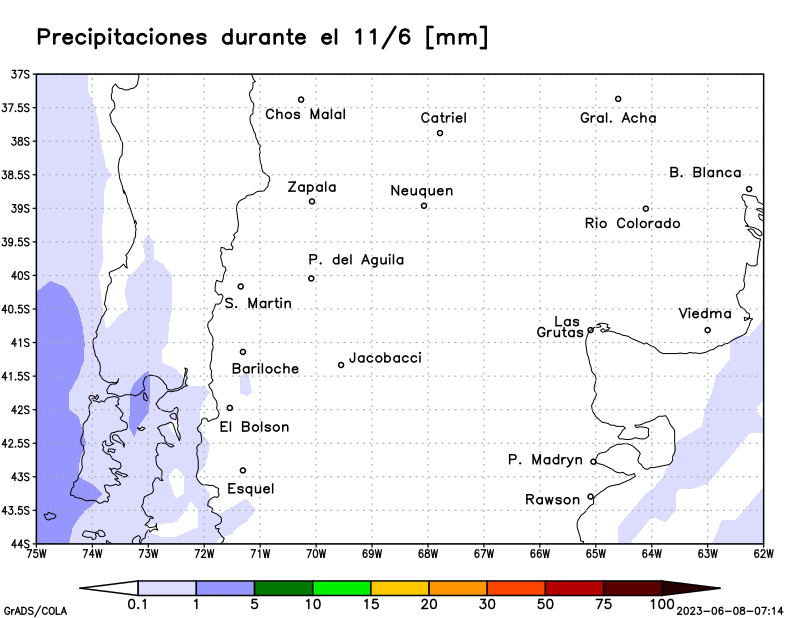 Precipitaciones durante el 11/6 [mm]
37S
37.5S
Chos Malal
Catriel
Gral. Acha
38S
38.5S
B. Blanca
Zapala
Neuquen
39S
Rio Colorado
39.5S
P. del Aguila
40S
S. Martin
40.5S
Las
Grutas
Viedma
41S
Bariloche
Jacobacci
41.5S
42S
El Bolson
42.5S
P. Madryn
43S
Esquel
Rawson
43.5S
44S
75W 74W 73W 72W 71W 70W 69W 68W 67W 66W 65W 64W 63W 62W
0.1 1 5 10 15 20 30 50 75 100
GrADS/COLA
2023-06-08-07:14